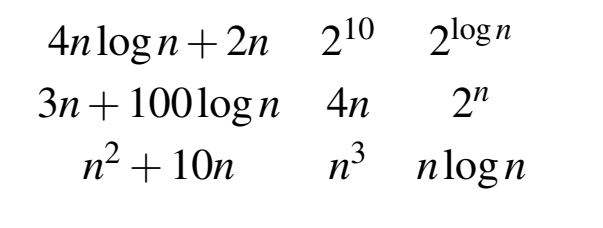 4n log n + 2n 2^10 2^log n
3n + 100 log n 4n 2^n
n^2 + 10n n^3 n log n